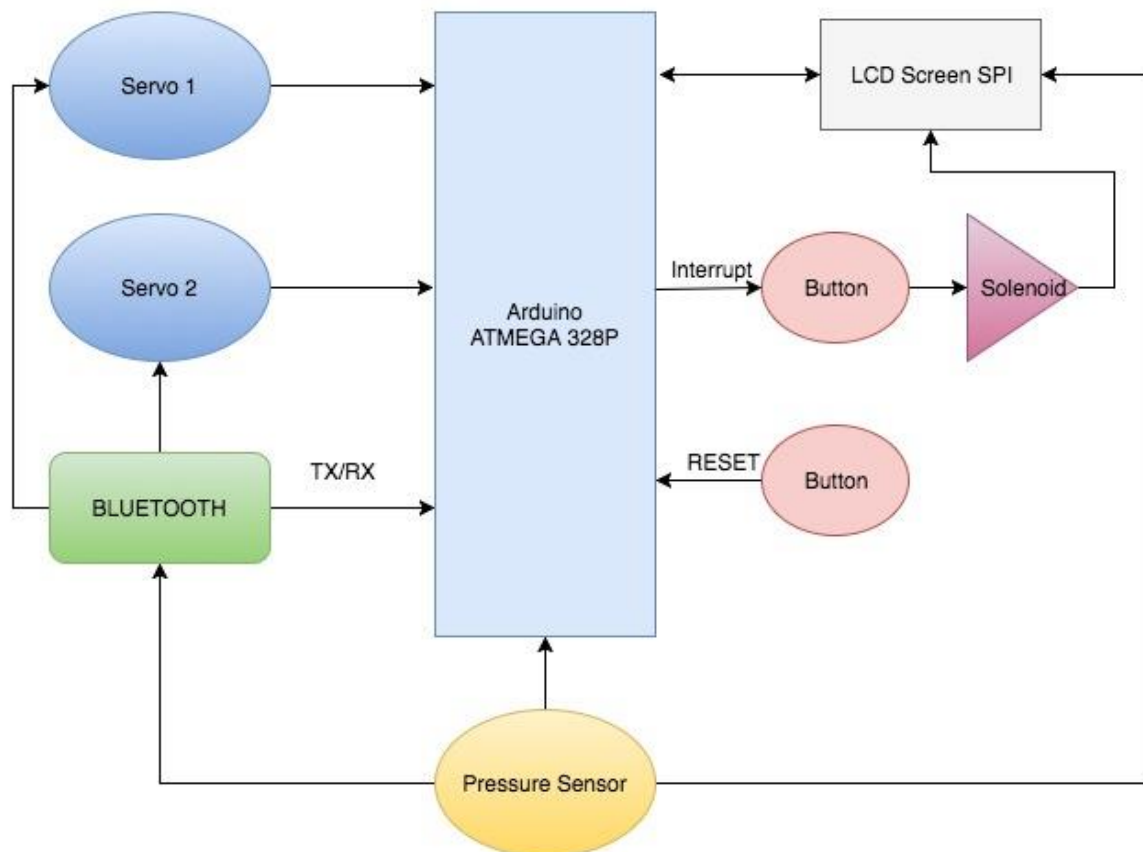 Servo 1
LCD Screen SPI
Servo 2
Interrupt
Button
Solenoid
Arduino
ATMEGA 328P
TX/RX
RESET
Button
BLUETOOTH
Pressure Sensor